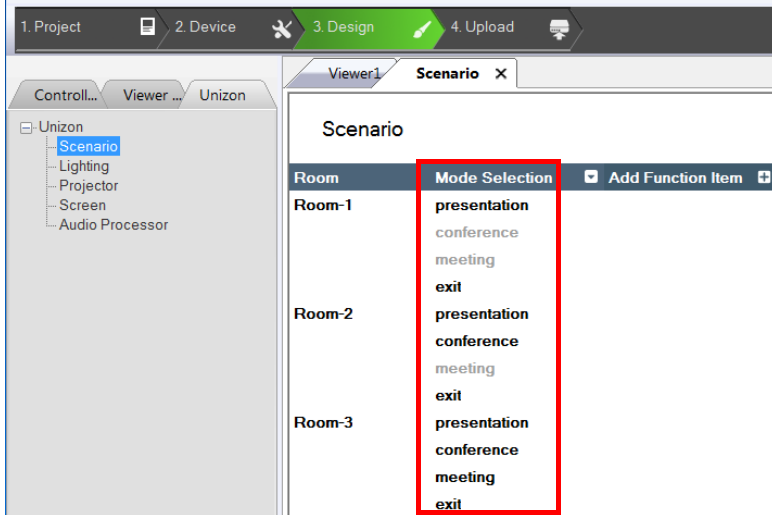 1. Project 2. Device 3. Design 4. Upload
Viewer1 Scenario
Controll... Viewer ... Unizon
Unizon
Scenario
Lighting
Projector
Screen
Audio Processor
Scenario
Room Mode Selection Add Function Item
Room-1 presentation
conference
meeting
exit
Room-2 presentation
conference
meeting
exit
Room-3 presentation
conference
meeting
exit